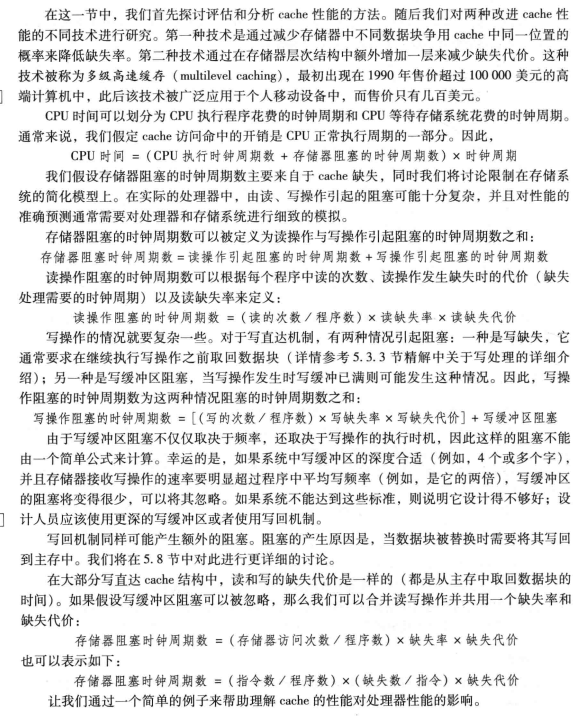 在这一节中，我们首先探讨评估和分析 cache 性能的方法。随后我们对两种改进 cache 性
能的不同技术进行研究。第一种技术是通过减少存储器中不同数据块争用 cache 中同一位置的
概率来降低缺失率。第二种技术通过在存储器层次结构中额外增加一层来减少缺失代价。这种
技术被称为多级高速缓存（multilevel caching），最初出现在 1990 年售价超过 100 000 美元的高
端计算机中，此后该技术被广泛应用于个人移动设备中，而售价只有几百美元。
CPU 时间可以划分为 CPU 执行程序花费的时钟周期和 CPU 等待存储系统花费的时钟周期。
通常来说，我们假定 cache 访问命中的开销是 CPU 正常执行周期的一部分。因此，
CPU 时间 =（CPU 执行时钟周期数 + 存储器阻塞的时钟周期数）× 时钟周期
我们假设存储器阻塞的时钟周期数主要来自于 cache 缺失，同时我们将讨论限制在存储系
统的简化模型上。在实际的处理器中，由读、写操作引起的阻塞可能十分复杂，并且对性能的
准确预测通常需要对处理器和存储系统进行细致的模拟。
存储器阻塞的时钟周期数可以被定义为读操作与写操作引起阻塞的时钟周期数之和：
存储器阻塞时钟周期数 = 读操作引起阻塞的时钟周期数 + 写操作引起阻塞的时钟周期数
读操作阻塞的时钟周期数可以根据每个程序中读的次数、读操作发生缺失时的代价（缺失
处理需要的时钟周期）以及读缺失率来定义：
读操作阻塞的时钟周期数 =（读的次数/程序数）× 读缺失率 × 读缺失代价
写操作的情况就要复杂一些。对于写直达机制，有两种情况引起阻塞：一种是写缺失，它
通常要求在继续执行写操作之前取回数据块（详情参考 5.3.3 节精解中关于写处理的详细介
绍）；另一种是写缓冲区阻塞，当写操作发生时写缓冲已满则可能发生这种情况。因此，写操
作阻塞的时钟周期数为这两种情况阻塞的时钟周期数之和：
写操作阻塞的时钟周期数 =［（写的次数/程序数）× 写缺失率 × 写缺失代价］+ 写缓冲区阻塞
由于写缓冲区阻塞不仅仅取决于频率，还取决于写操作的执行时机，因此这样的阻塞不能
由一个简单公式来计算。幸运的是，如果系统中写缓冲区的深度合适（例如，4 个或多个字），
并且存储器接收写操作的速率要明显超过程序中平均写频率（例如，是它的两倍），写缓冲区
的阻塞将变得很少，可以将其忽略。如果系统不能达到这些标准，则说明它设计得不够好；设
计人员应该使用更深的写缓冲区或者使用写回机制。
写回机制同样可能产生额外的阻塞。阻塞的产生原因是，当数据块被替换时需要将其写回
到主存中。我们将在 5.8 节中对此进行更详细的讨论。
在大部分写直达 cache 结构中，读和写的缺失代价是一样的（都是从主存中取回数据块的
时间）。如果假设写缓冲区阻塞可以被忽略，那么我们可以合并读写操作并共用一个缺失率和
缺失代价：
存储器阻塞时钟周期数 =（存储器访问次数/程序数）× 缺失率 × 缺失代价
也可以表示如下：
存储器阻塞时钟周期数 =（指令数/程序数）×（缺失数/指令）× 缺失代价
让我们通过一个简单的例子来帮助理解 cache 的性能对处理器性能的影响。